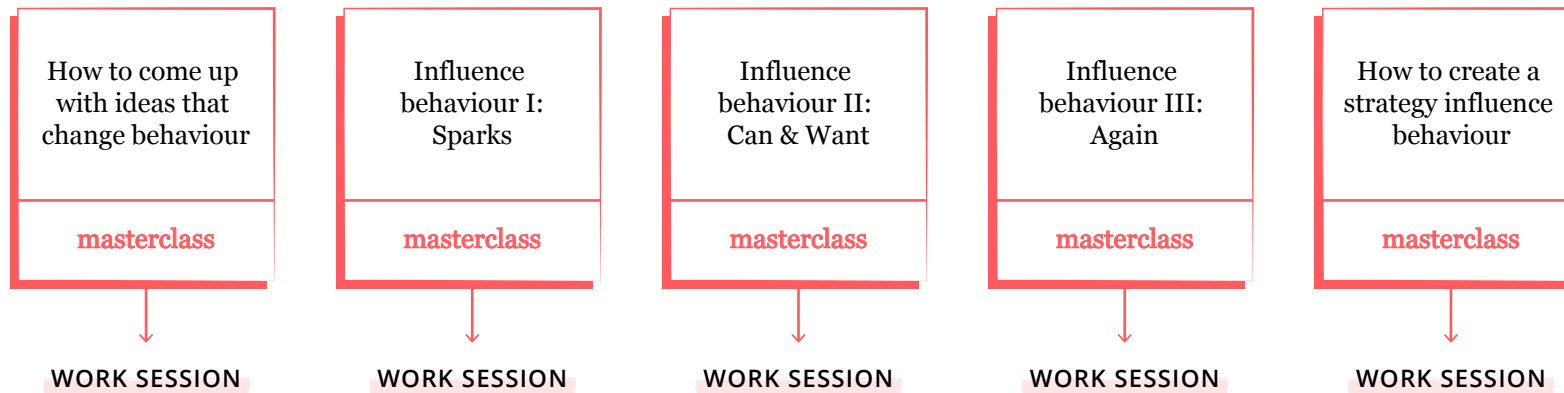 How to come up
with ideas that
change behaviour
masterclass
WORK SESSION
Influence
behaviour I:
Sparks
masterclass
WORK SESSION
Influence
behaviour II:
Can & Want
masterclass
WORK SESSION
Influence
behaviour III:
Again
masterclass
WORK SESSION
How to create a
strategy influence
behaviour
masterclass
WORK SESSION